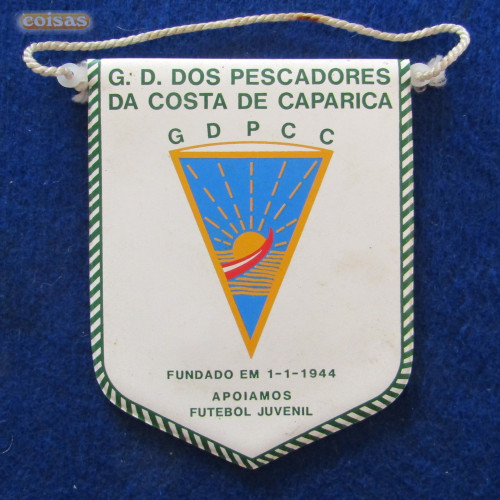 coisas
G. D. DOS PESCADORES
DA COSTA DE CAPARICA
G D P C C
FUNDADO EM 1-1-1944
APOIAMOS
FUTEBOL JUVENIL